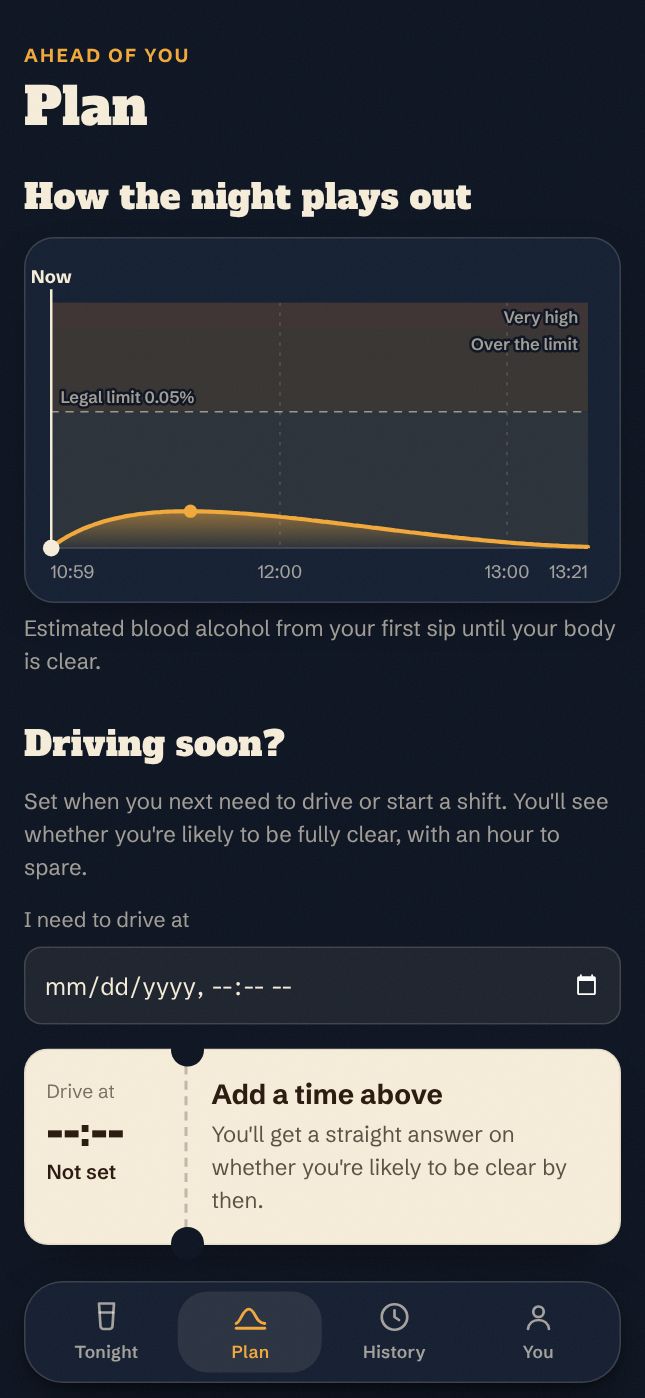 AHEAD OF YOU
Plan
How the night plays out
Now
Very high
Over the limit
Legal limit 0.05%
10:59
12:00
13:00
13:21
Estimated blood alcohol from your first sip until your body
is clear.
Driving soon?
Set when you next need to drive or start a shift. You'll see
whether you're likely to be fully clear, with an hour to
spare.
I need to drive at
mm/dd/yyyy, --:-- --
Drive at
--:--
Not set
Add a time above
You'll get a straight answer on
whether you're likely to be clear by
then.
Tonight
Plan
History
You